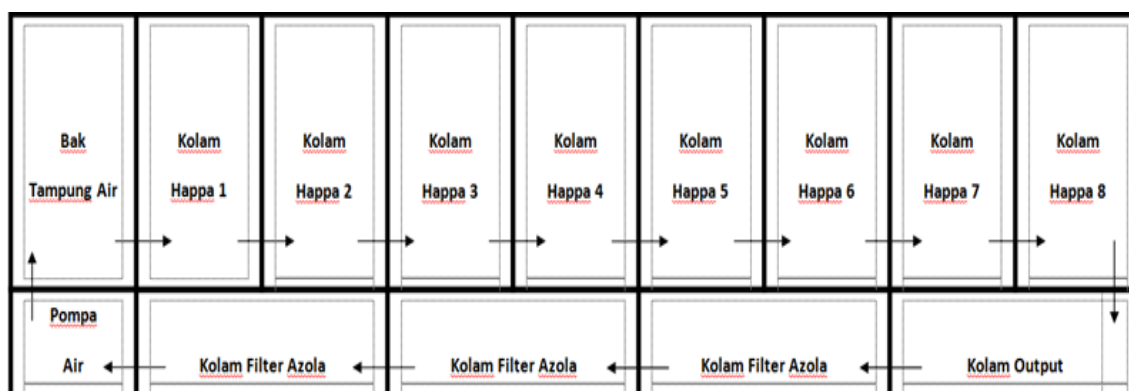 Bak
Tampung Air
Kolam
Happa 1
Kolam
Happa 2
Kolam
Happa 3
Kolam
Happa 4
Kolam
Happa 5
Kolam
Happa 6
Kolam
Happa 7
Kolam
Happa 8
Pompa
Air
Kolam Filter Azola
Kolam Filter Azola
Kolam Filter Azola
Kolam Output